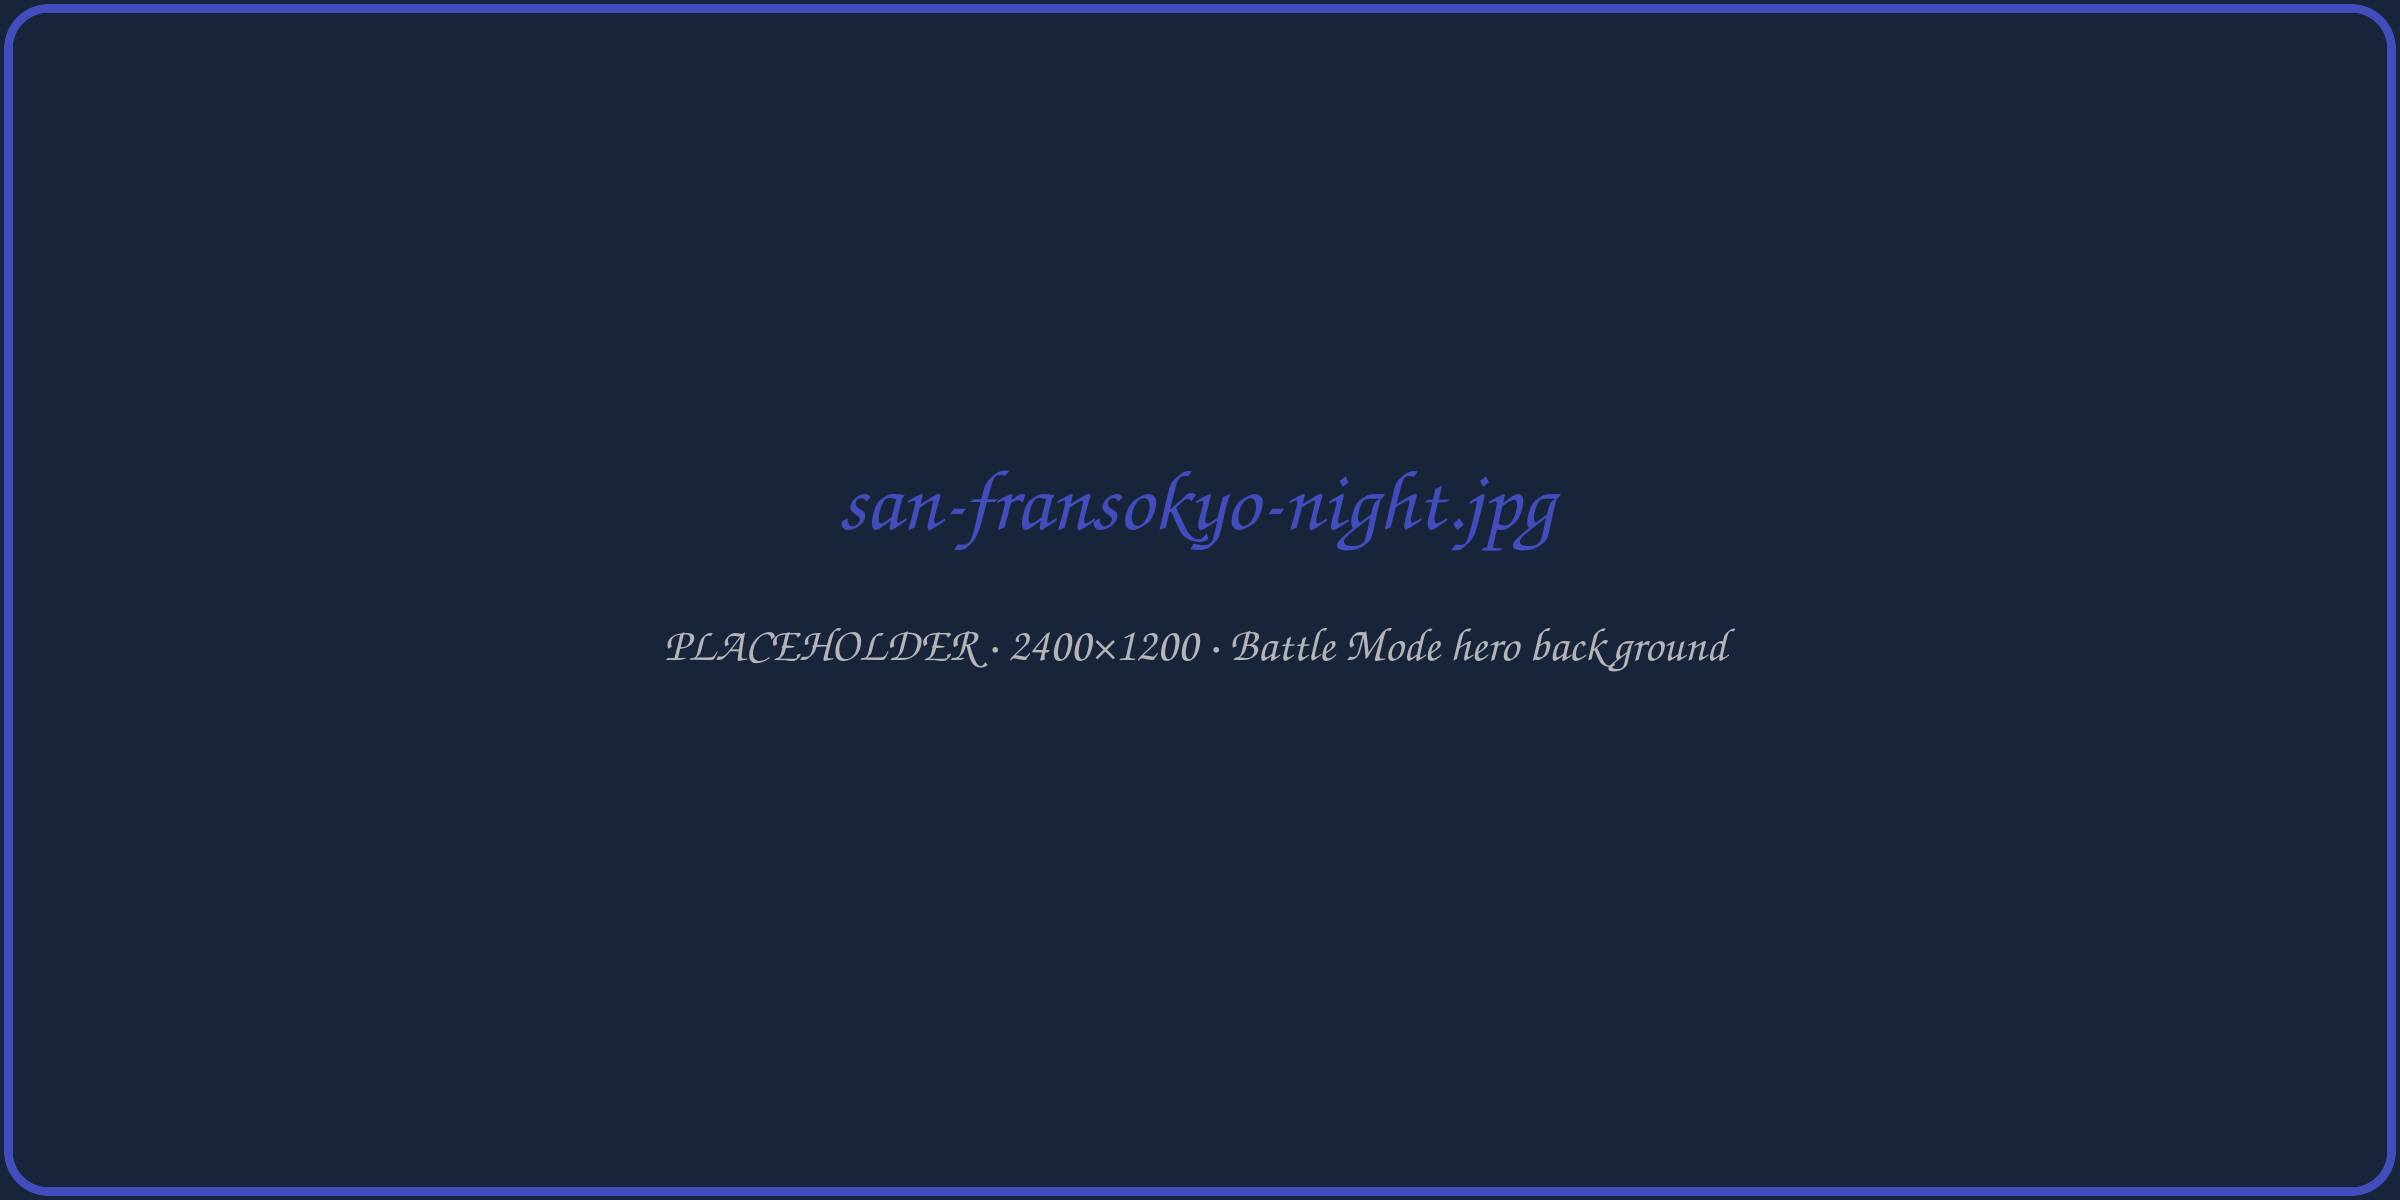 san-fransokyo-night.jpg
PLACEHOLDER · 2400×1200 · Battle Mode hero background